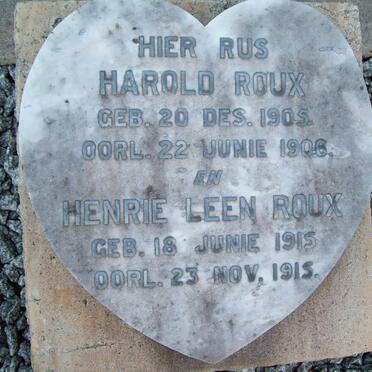 HIER RUS
HAROLD ROUX
GEB. 20 DES. 1905.
OORL. 22 JUNIE 1906.
EN
HENRIE LEEN ROUX
GEB. 18 JUNIE 1915
OORL. 23 NOV. 1915.